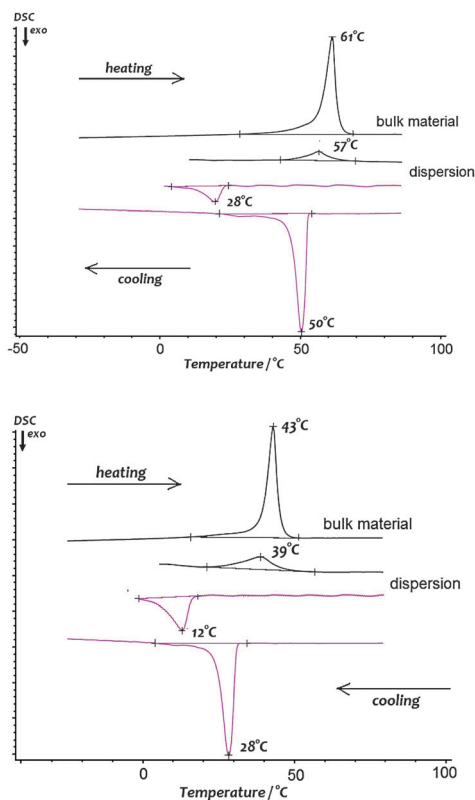 DSC
exo
61°C
heating
bulk material
57°C
dispersion
28°C
cooling
50°C
-50 0 50 100
Temperature/°C
DSC
exo
43°C
heating
bulk material
39°C
dispersion
12°C
cooling
28°C
0 50 100
Temperature/°C